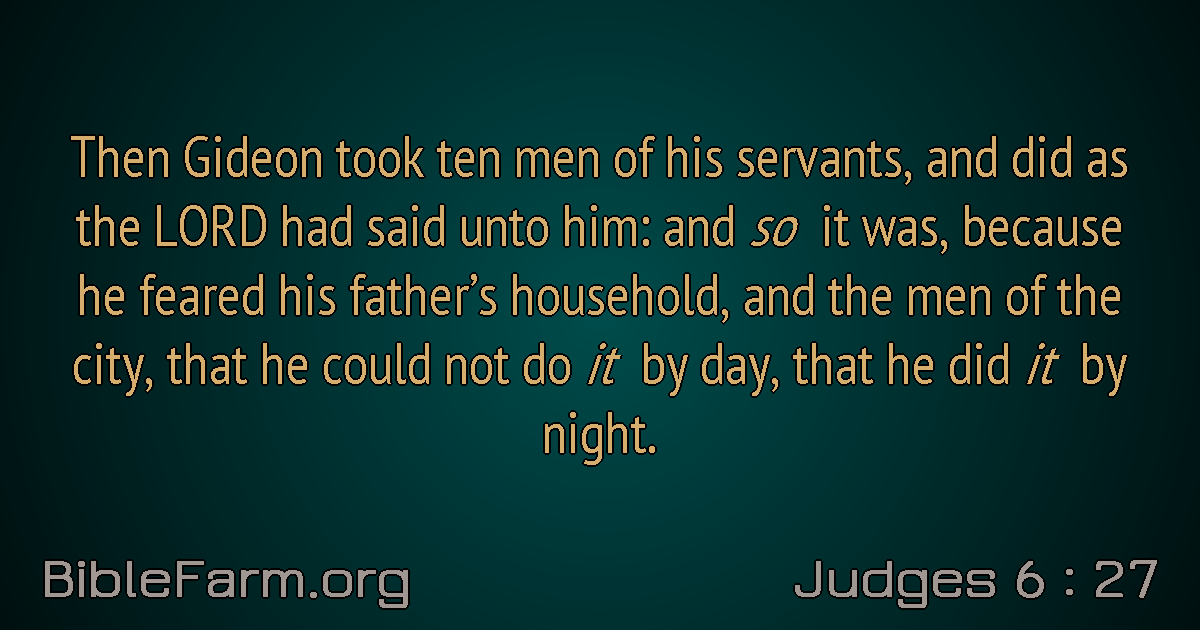 Then Gideon took ten men of his servants, and did as
the LORD had said unto him: and so it was, because
he feared his father’s household, and the men of the
city, that he could not do it by day, that he did it by
night.
BibleFarm.org
Judges 6 : 27